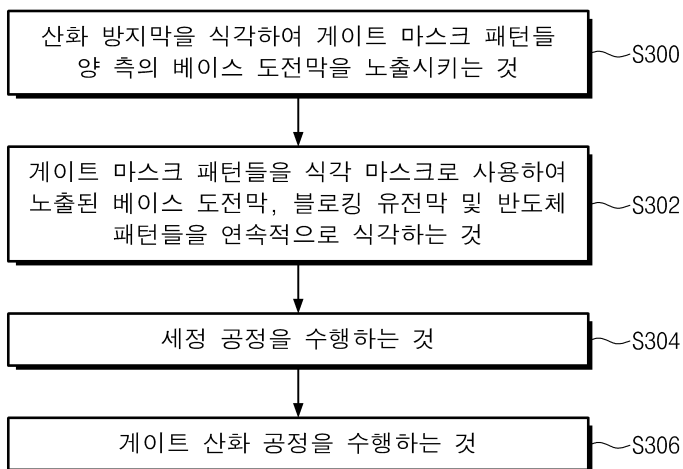 산화 방지막을 식각하여 게이트 마스크 패턴들
양 측의 베이스 도전막을 노출시키는 것
S300
게이트 마스크 패턴들을 식각 마스크로 사용하여
노출된 베이스 도전막, 블로킹 유전막 및 반도체
패턴들을 연속적으로 식각하는 것
S302
세정 공정을 수행하는 것
S304
게이트 산화 공정을 수행하는 것
S306